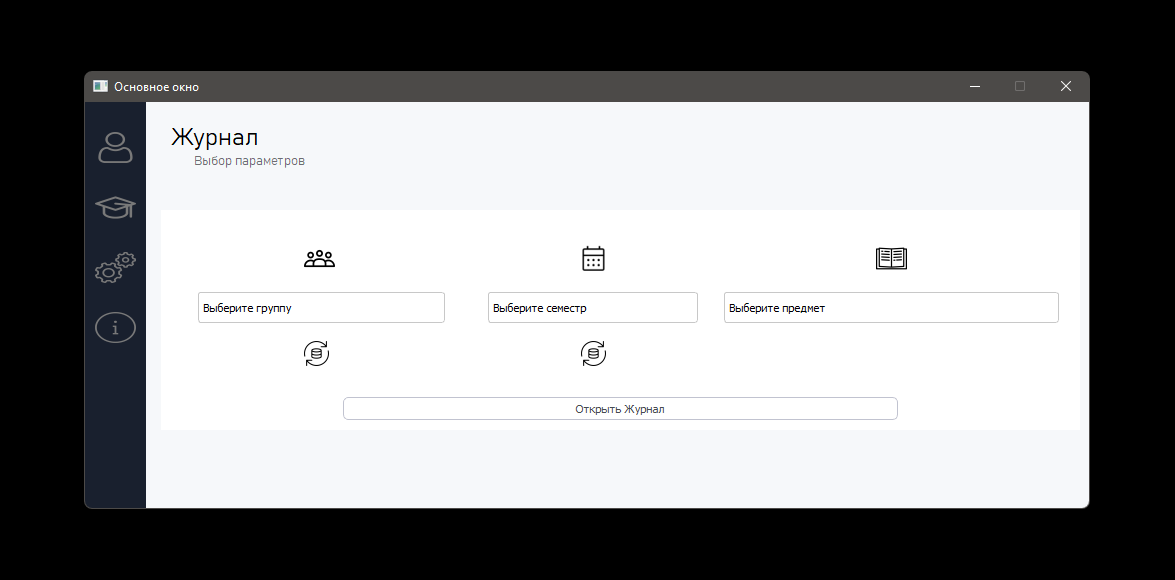 Основное окно
Журнал
Выбор параметров
Выберите группу
Выберите семестр
Выберите предмет
Открыть Журнал